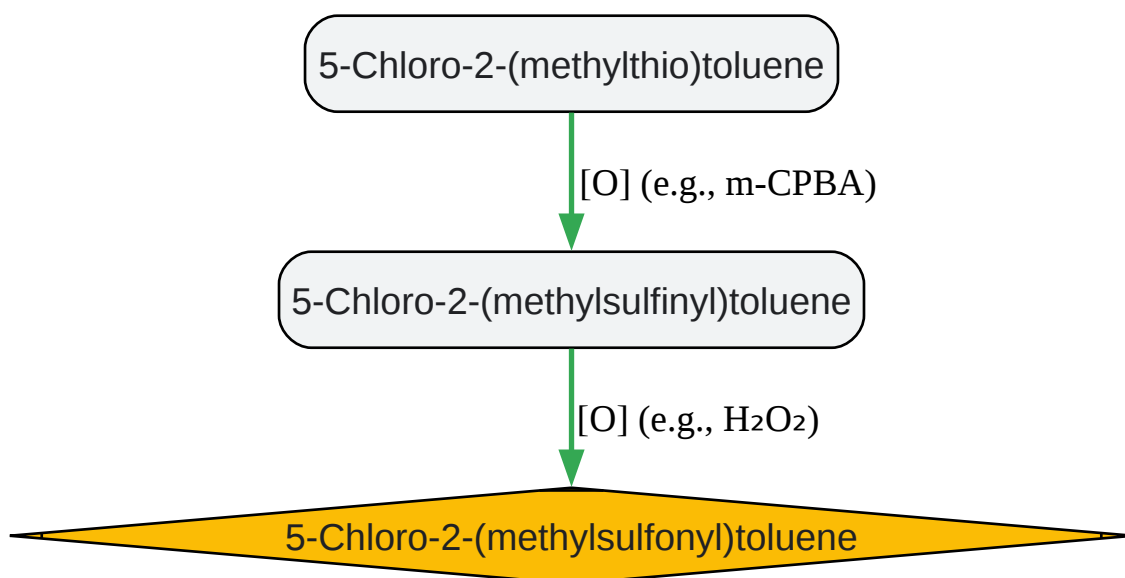 5-Chloro-2-(methylthio)toluene
[O] (e.g., m-CPBA)
5-Chloro-2-(methylsulfinyl)toluene
[O] (e.g., H₂O₂)
5-Chloro-2-(methylsulfonyl)toluene